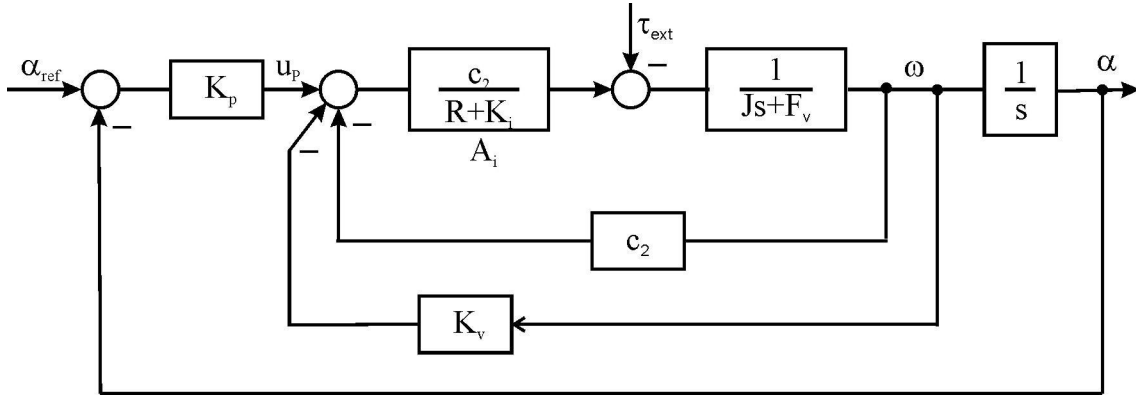 τext
αref
−
Kp
uP
−
−
c2
R+Ki
Ai
−
1
Js+Fv
ω
1
s
α
c2
Kv